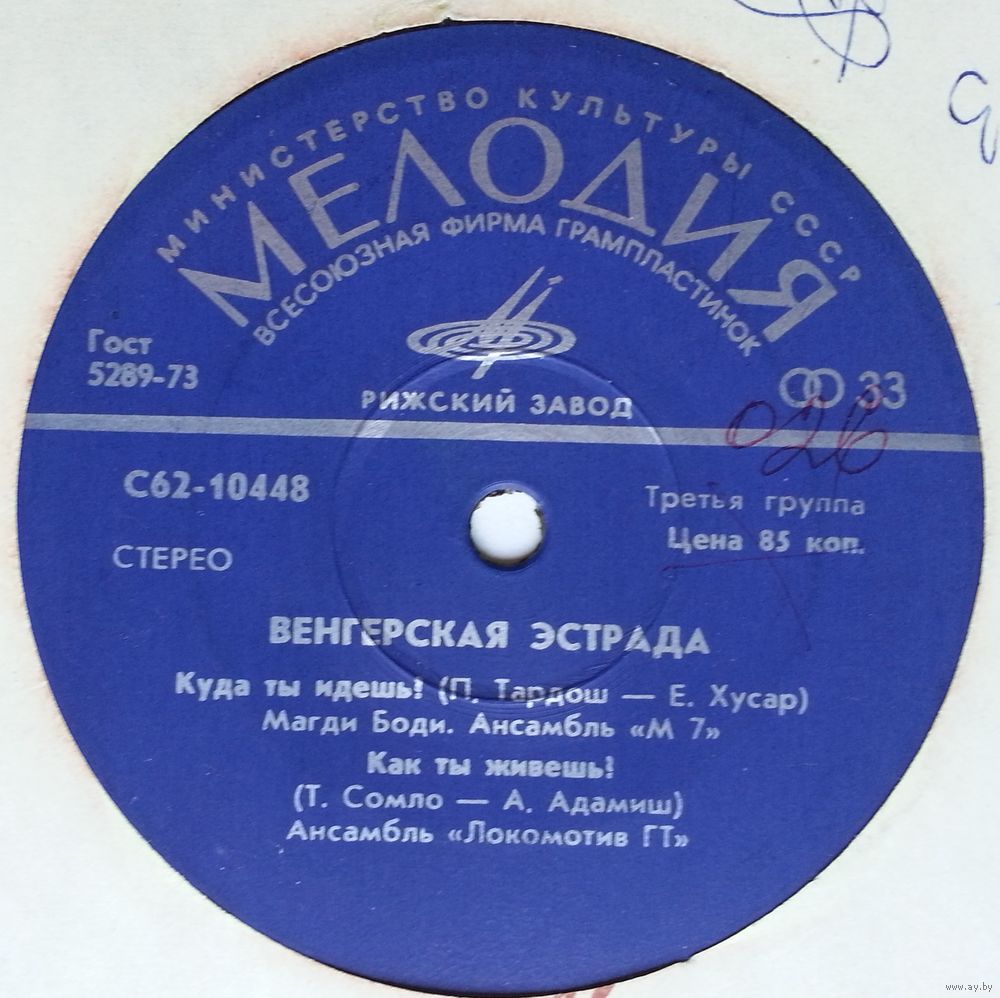 МИНИСТЕРСТВО КУЛЬТУРЫ СССР
МЕЛОДИЯ
ВСЕСОЮЗНАЯ ФИРМА ГРАМПЛАСТИНОК
Гост
5289-73
РИЖСКИЙ ЗАВОД
33
026
С62-10448
Третья группа
Цена 85 коп.
СТЕРЕО
ВЕНГЕРСКАЯ ЭСТРАДА
Куда ты идешь! (П. Тардош — Е. Хусар)
Магди Боди. Ансамбль «М 7»
Как ты живешь!
(Т. Сомло — А. Адамиш)
Ансамбль «Локомотив ГТ»
www.ay.by